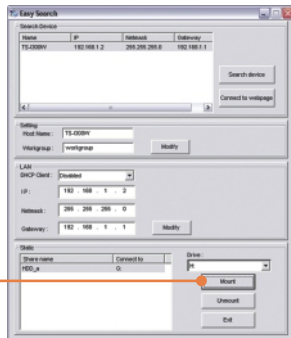 Easy Search
Search Device
Name IP Netmask Gateway
TS-008W 192.168.1.2 255.255.255.0 192.168.1.1
Search device
Connect to webpage
Setting
Host Name : TS-008W
Workgroup : workgroup
Modify
LAN
DHCP Client : Disabled
I.P. : 192 . 168 . 1 . 2
Netmask : 255 . 255 . 255 . 0
Gateway : 192 . 168 . 1 . 1
Modify
Drive :
Share name Connect to
HDD_a G:
H:
Mount
Unmount
Exit